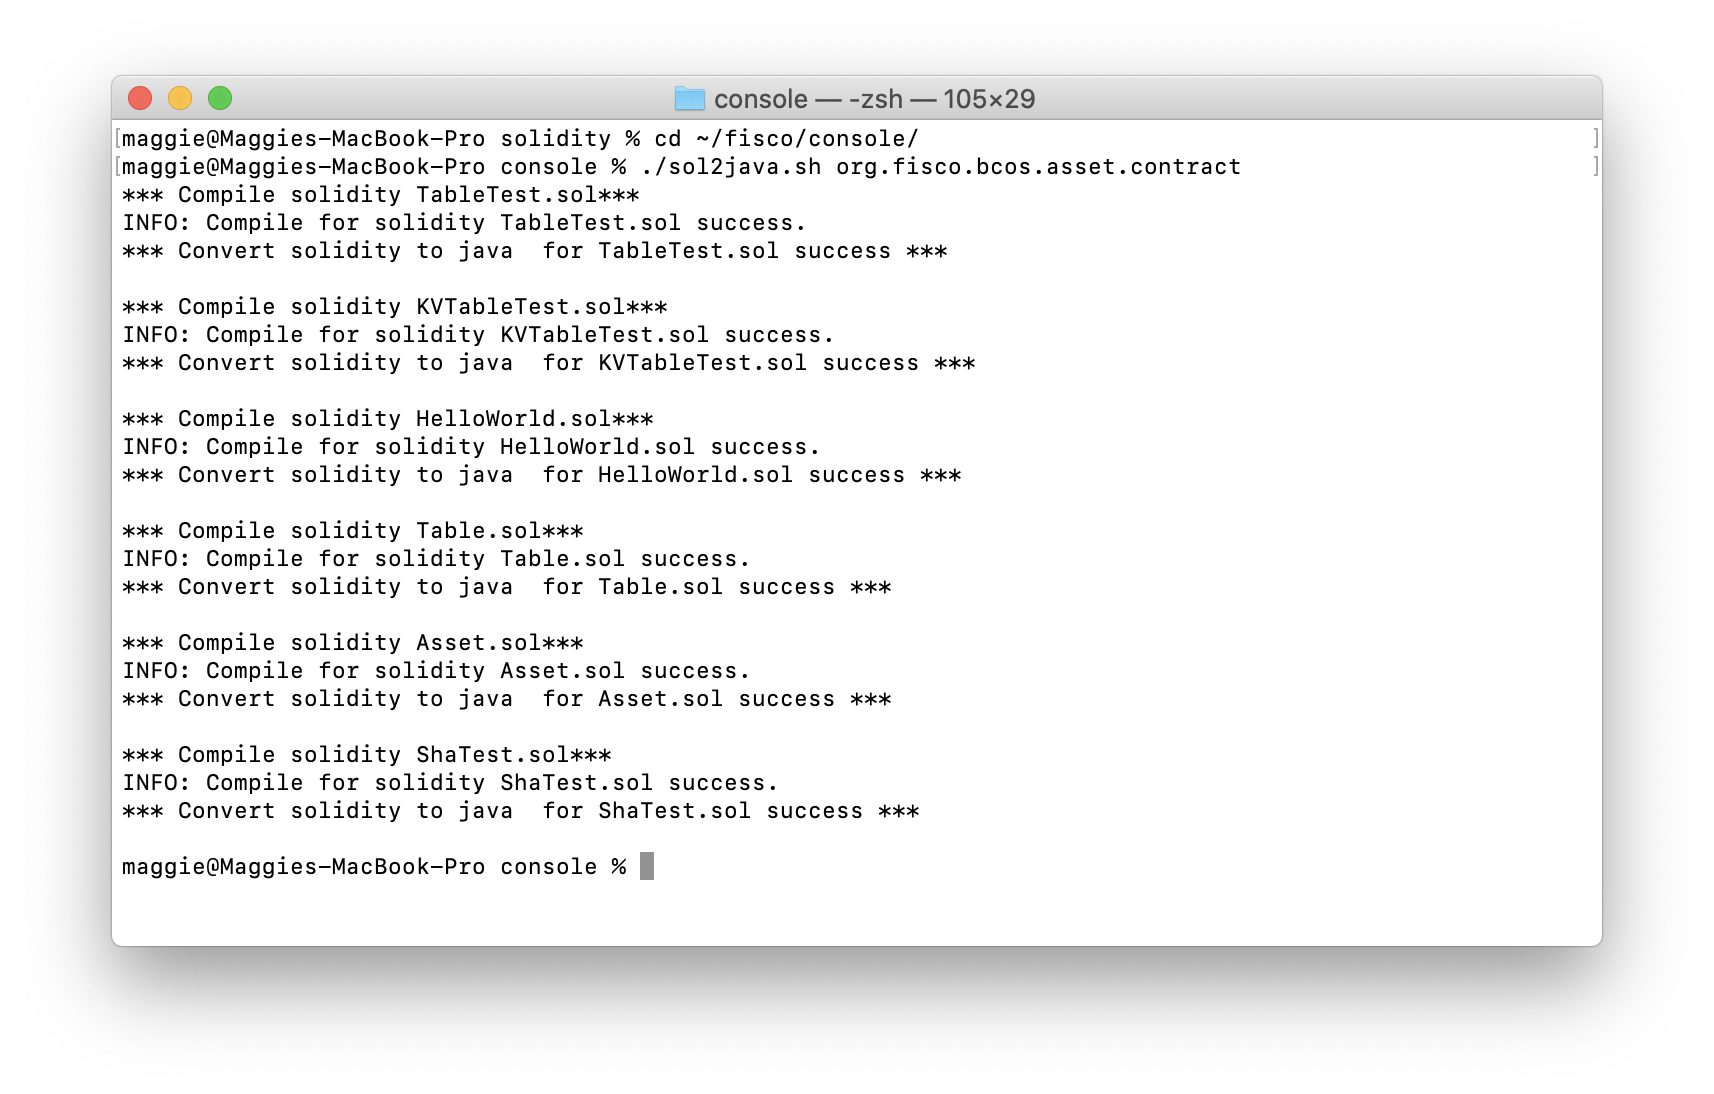 console — -zsh — 105×29
[maggie@Maggies-MacBook-Pro solidity % cd ~/fisco/console/ ]
[maggie@Maggies-MacBook-Pro console % ./sol2java.sh org.fisco.bcos.asset.contract ]
*** Compile solidity TableTest.sol***
INFO: Compile for solidity TableTest.sol success.
*** Convert solidity to java  for TableTest.sol success ***
*** Compile solidity KVTableTest.sol***
INFO: Compile for solidity KVTableTest.sol success.
*** Convert solidity to java  for KVTableTest.sol success ***
*** Compile solidity HelloWorld.sol***
INFO: Compile for solidity HelloWorld.sol success.
*** Convert solidity to java  for HelloWorld.sol success ***
*** Compile solidity Table.sol***
INFO: Compile for solidity Table.sol success.
*** Convert solidity to java  for Table.sol success ***
*** Compile solidity Asset.sol***
INFO: Compile for solidity Asset.sol success.
*** Convert solidity to java  for Asset.sol success ***
*** Compile solidity ShaTest.sol***
INFO: Compile for solidity ShaTest.sol success.
*** Convert solidity to java  for ShaTest.sol success ***
maggie@Maggies-MacBook-Pro console %